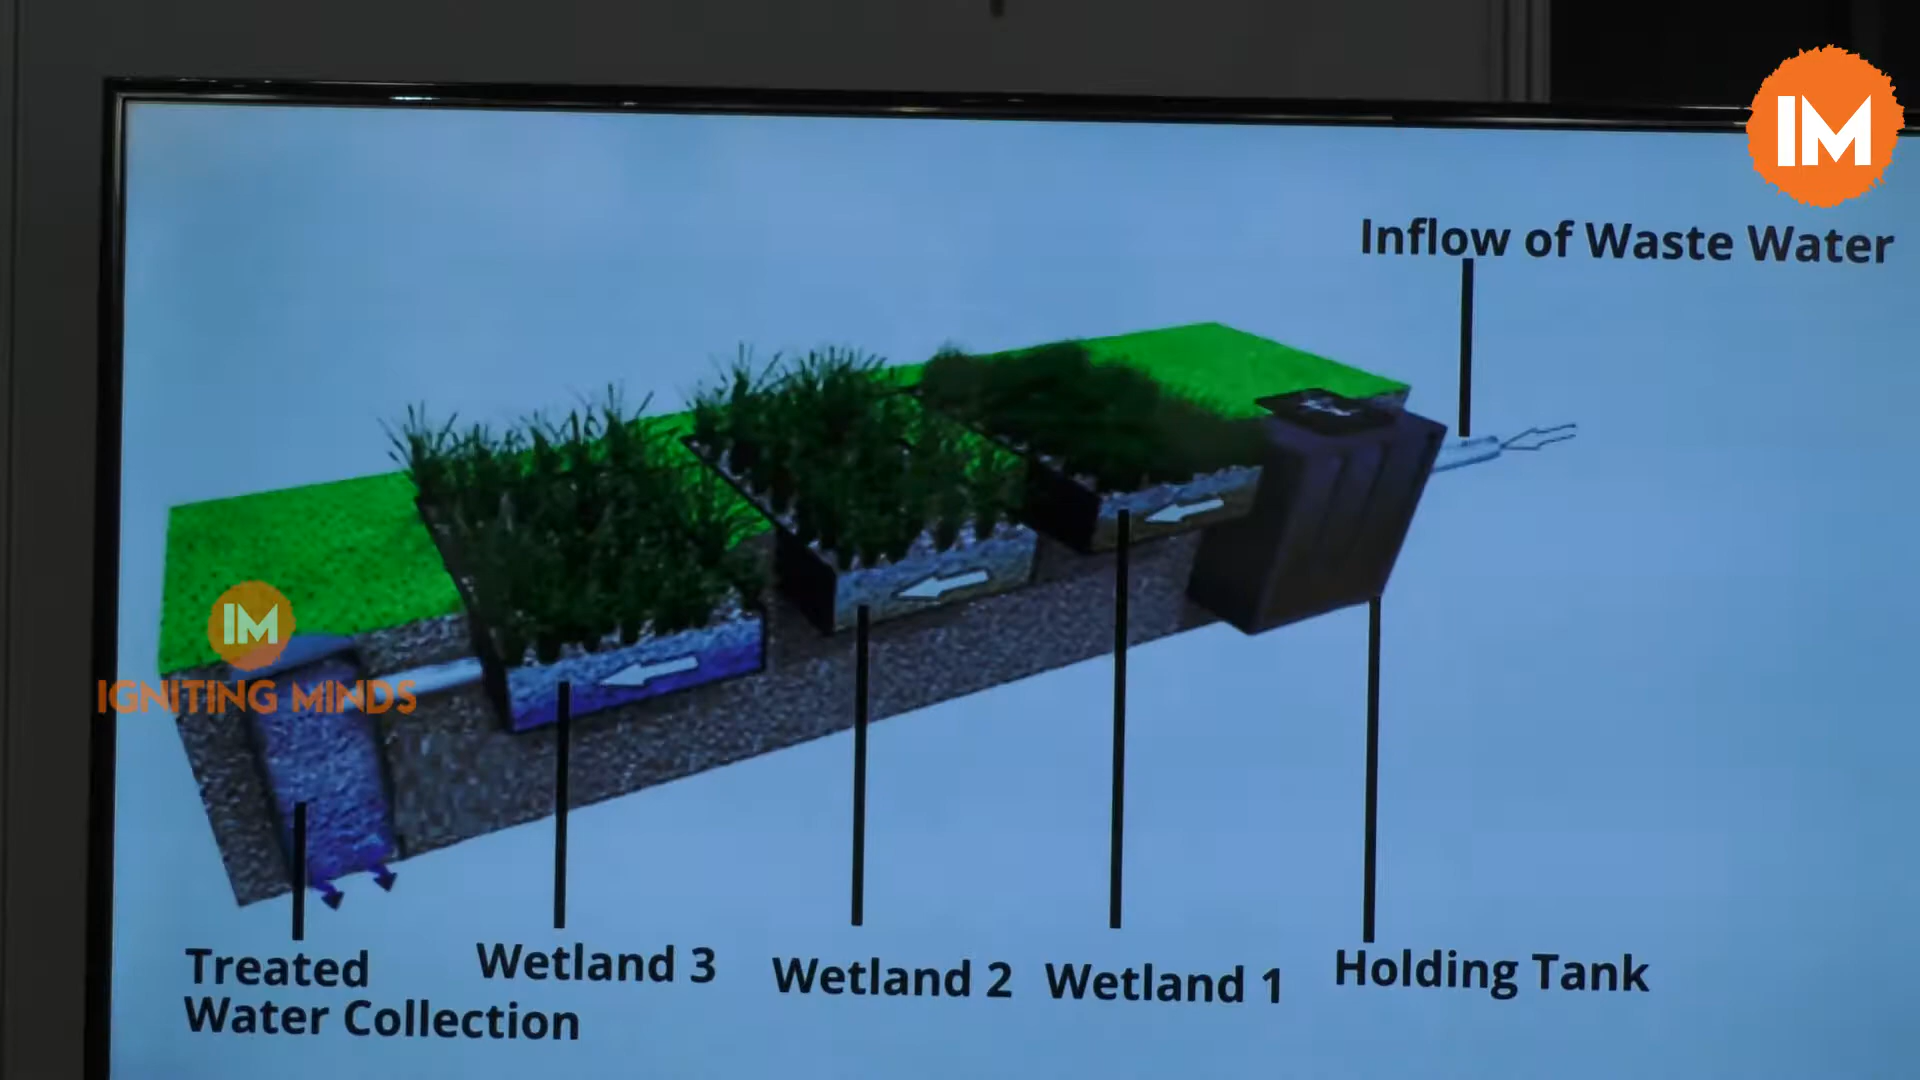 IM
Inflow of Waste Water
IM
IGNITING MINDS
Treated
Water Collection
Wetland 3
Wetland 2
Wetland 1
Holding Tank